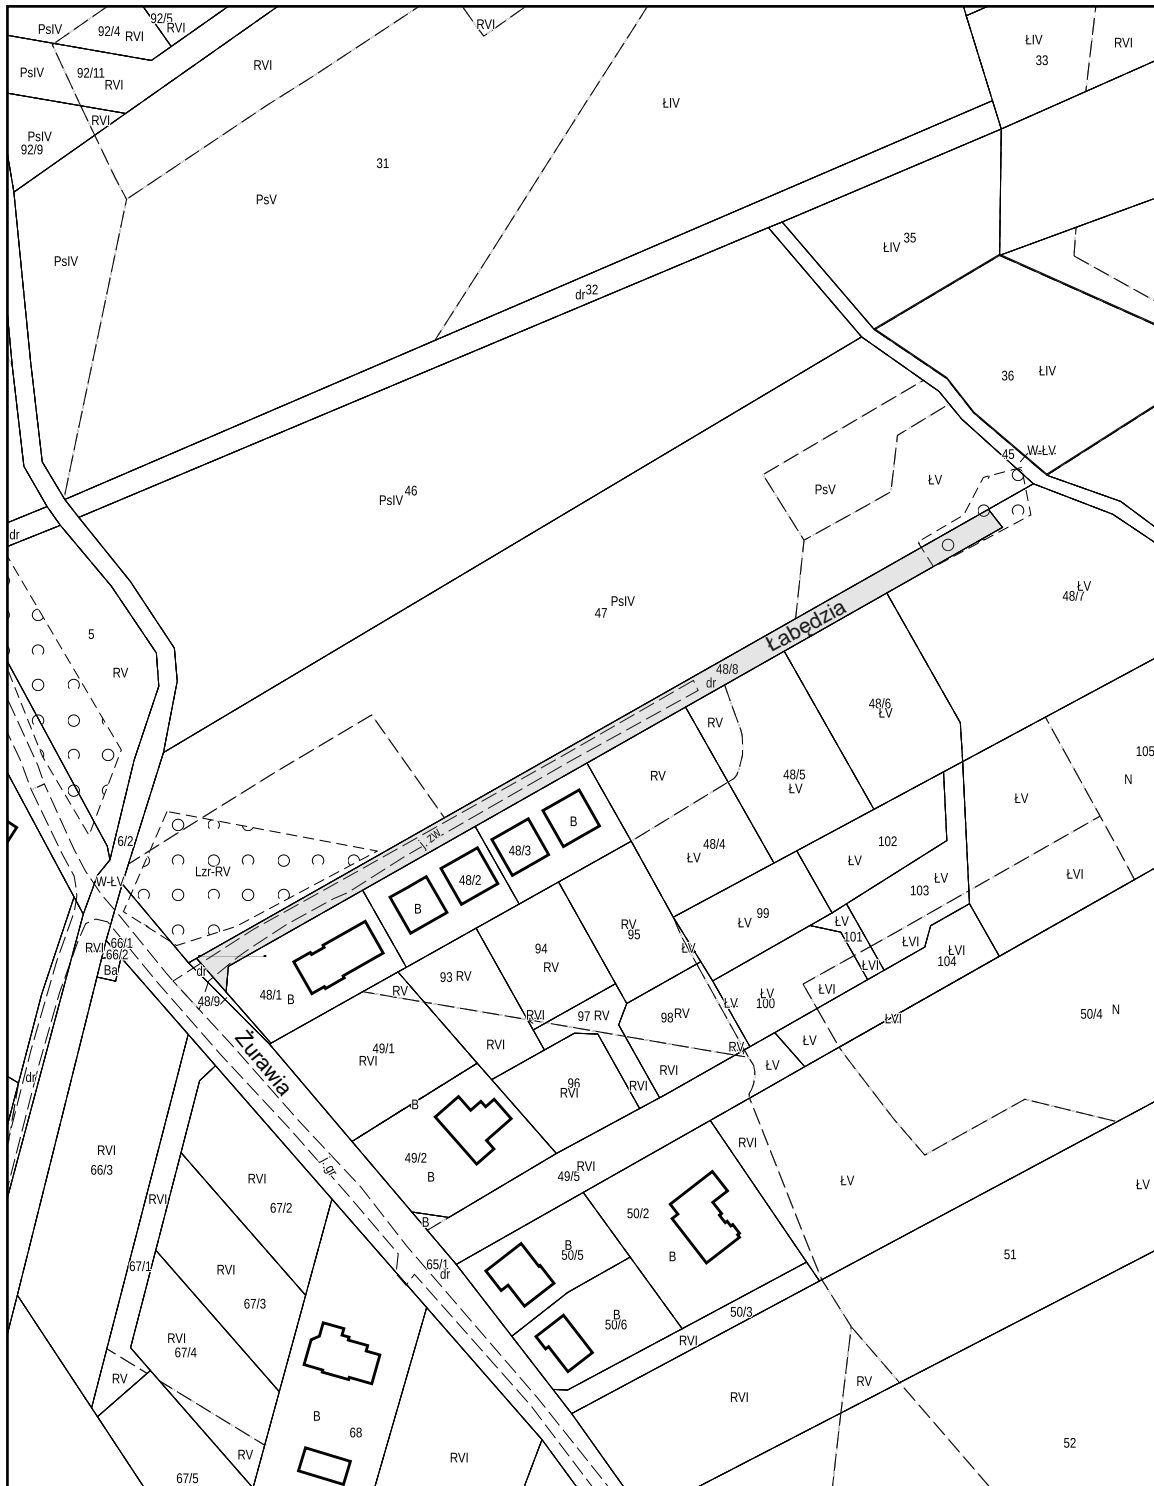 92/5
PsIV
92/4
RVI
RVI
RVI
ŁIV
RVI
33
RVI
PsIV
92/11
RVI
ŁIV
RVI
PsIV
92/9
31
PsV
ŁIV 35
PsIV
dr 32
36
ŁIV
45
W-ŁV
ŁV
PsV
PsIV 46
dr
PsIV
47
ŁV
48/7
Łabędzia
5
RV
48/8
dr
48/6
ŁV
RV
105
N
RV
48/5
ŁV
ŁV
B
zw.
6/2
48/3
102
48/4
ŁV
ŁV
Lzr-RV
48/2
W-ŁV
ŁV
ŁVI
103
B
99
ŁV
ŁV
RV
95
101
RVI
66/1
66/2
94
ŁV
ŁVI
ŁVI
104
RV
ŁVI
Ba
dr
93 RV
48/9
48/1
B
RV
ŁVI
ŁV
100
ŁV
RVI
97 RV
98 RV
ŁVI
50/4
N
Żurawia
49/1
RVI
RVI
RV
ŁV
ŁV
dr
RVI
96
RVI
RVI
B
RVI
RVI
66/3
49/2
B
RVI
49/5
RVI
67/2
RVI
ŁV
ŁV
i.gr.
B
50/2
B
50/5
51
B
65/1
dr
67/1
RVI
67/3
B
50/6
50/3
RVI
RVI
67/4
RV
RV
RVI
B
68
52
RV
RVI
67/5